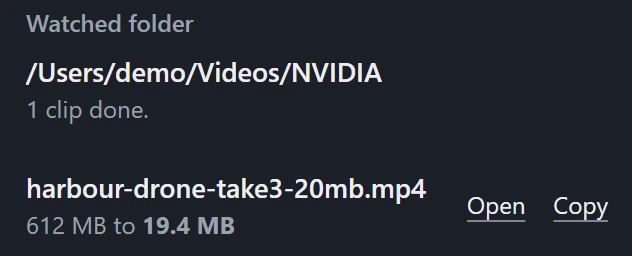 Watched folder
/Users/demo/Videos/NVIDIA
1 clip done.
harbour-drone-take3-20mb.mp4
612 MB to 19.4 MB
Open Copy